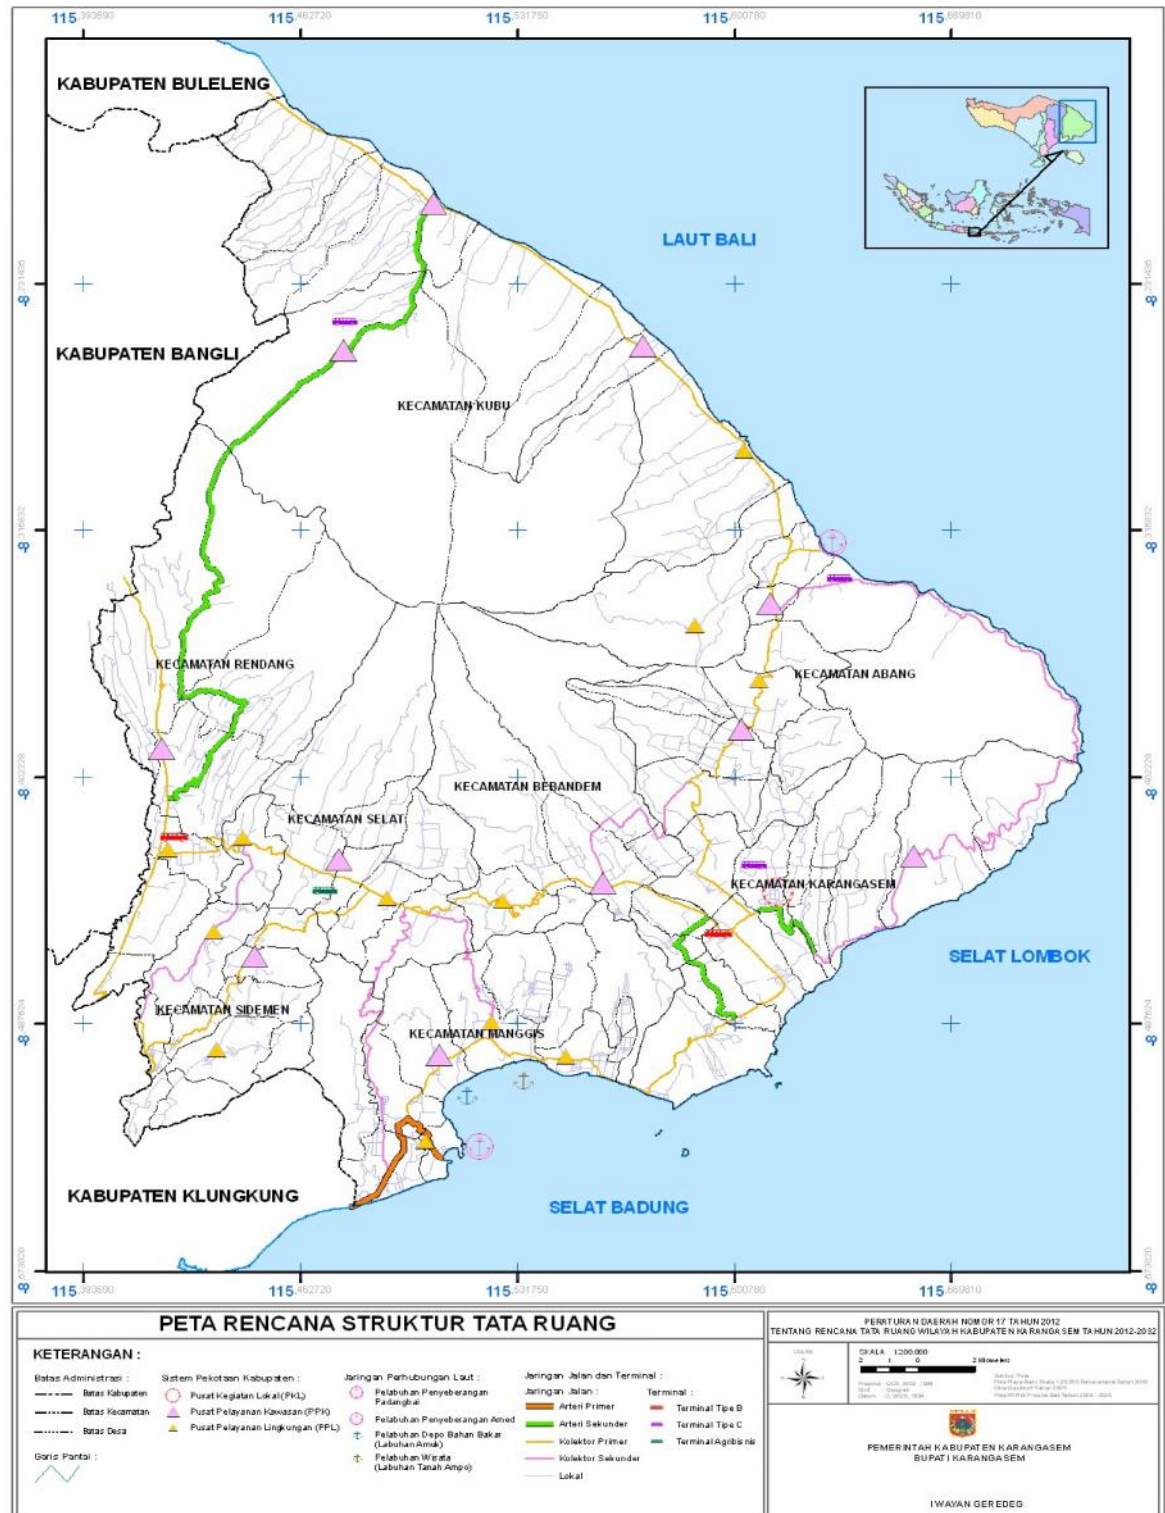 115.393690 115.462720 115.531750 115.600780 115.669810
KABUPATEN BULELENG
LAUT BALI
KABUPATEN BANGLI
KECAMATAN KUBU
KECAMATAN RENDANG
KECAMATAN ABANG
KECAMATAN BEBANDEM
KECAMATAN SELAT
KECAMATAN KARANGASEM
SELAT LOMBOK
KECAMATAN SIDEMEN
KECAMATAN MANGGIS
KABUPATEN KLUNGKUNG
SELAT BADUNG
115.393690 115.462720 115.531750 115.600780 115.669810
PETA RENCANA STRUKTUR TATA RUANG
KETERANGAN :
Batas Administrasi :
Batas Kabupaten
Batas Kecamatan
Batas Desa
Garis Pantai :
Sistem Pekotaan Kabupaten :
Pusat Kegiatan Lokal (PKL)
Pusat Pelayanan Kawasan (PPK)
Pusat Pelayanan Lingkungan (PPL)
Jaringan Perhubungan Laut :
Pelabuhan Penyeberangan
Padangbai
Pelabuhan Penyeberangan Amed
Pelabuhan Depo Bahan Bakar
(Labuhan Amuk)
Pelabuhan Wisata
(Labuhan Tanah Ampo)
Jaringan Jalan dan Terminal :
Jaringan Jalan :
Arteri Primer
Arteri Sekunder
Kolektor Primer
Kolektor Sekunder
Lokal
Terminal :
Terminal Tipe B
Terminal Tipe C
Terminal Agribisnis
PERATURAN DAERAH NOMOR 17 TAHUN 2012
TENTANG RENCANA TATA RUANG WILAYAH KABUPATEN KARANGASEM TAHUN 2012-2032
SKALA 1:200.000
2 1 0 2 Kilometers
PEMERINTAH KABUPATEN KARANGASEM
BUPATI KARANGASEM
I WAYAN GEREDEG